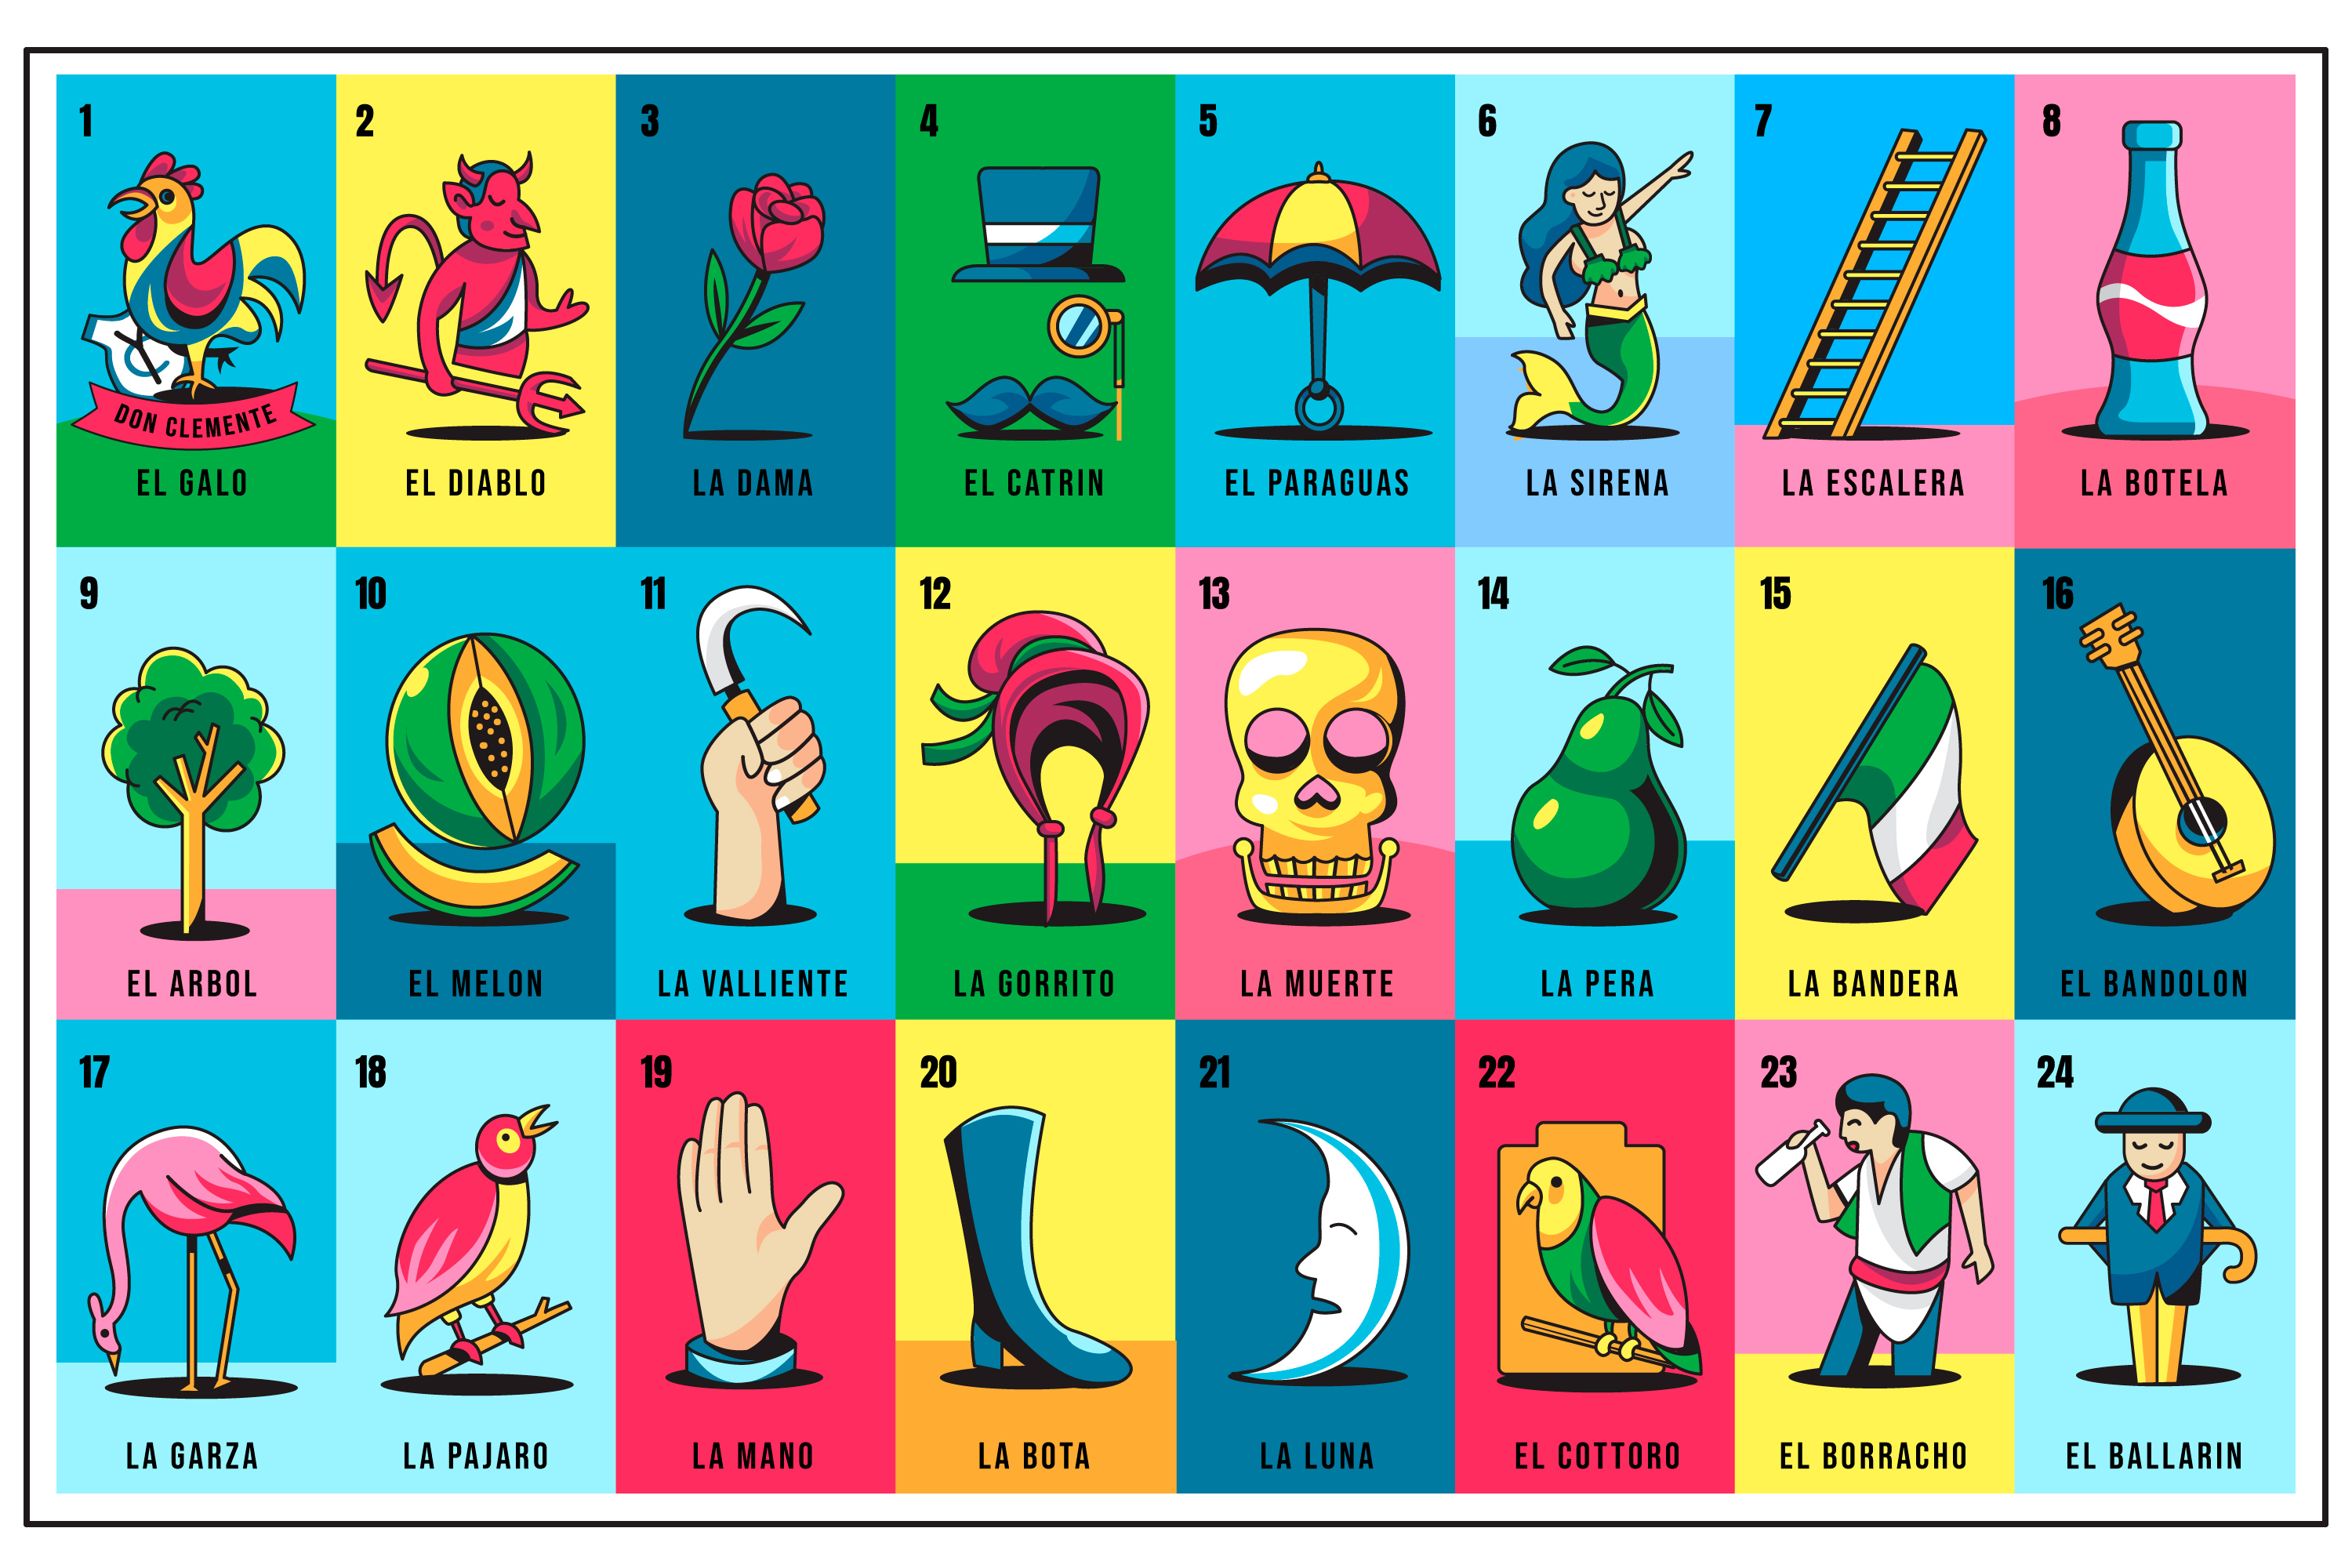 1
2
3
4
5
6
7
8
DON CLEMENTE
EL GALO
EL DIABLO
LA DAMA
EL CATRIN
EL PARAGUAS
LA SIRENA
LA ESCALERA
LA BOTELA
9
10
11
12
13
14
15
16
EL ARBOL
EL MELON
LA VALLIENTE
LA GORRITO
LA MUERTE
LA PERA
LA BANDERA
EL BANDOLON
17
18
19
20
21
22
23
24
LA GARZA
LA PAJARO
LA MANO
LA BOTA
LA LUNA
EL COTTORO
EL BORRACHO
EL BALLARIN